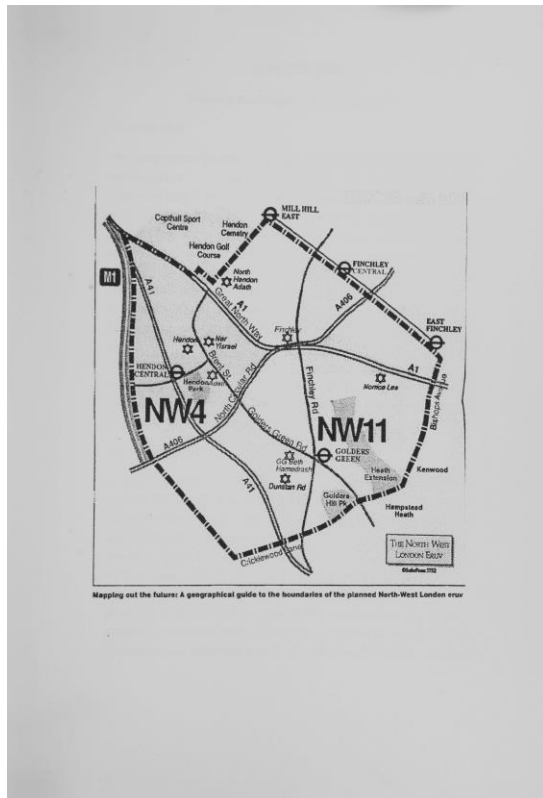 MILL HILL
EAST
Copthall Sport
Centre
Hendon
Cemetry
Hendon Golf
Course
North
Hendon
Adath
FINCHLEY
CENTRAL
M1
A41
A1
Great North Way
A406
EAST
FINCHLEY
Finchley
Hendon
Ner
Yisrael
Brent St
HENDON
CENTRAL
Hendon
Park
North Circular Rd
Finchley Rd
A1
Norrice Lea
Bishops Avenue
NW4
NW11
Golders Green Rd
A406
GG Beth
Hamedrash
GOLDERS
GREEN
Dunstan Rd
A41
Heath
Extension
Kenwood
Golders
Hill Pk
Hampstead
Heath
Cricklewood Lane
THE NORTH WEST
LONDON ERUV
Mapping out the future: A geographical guide to the boundaries of the planned North-West London eruv